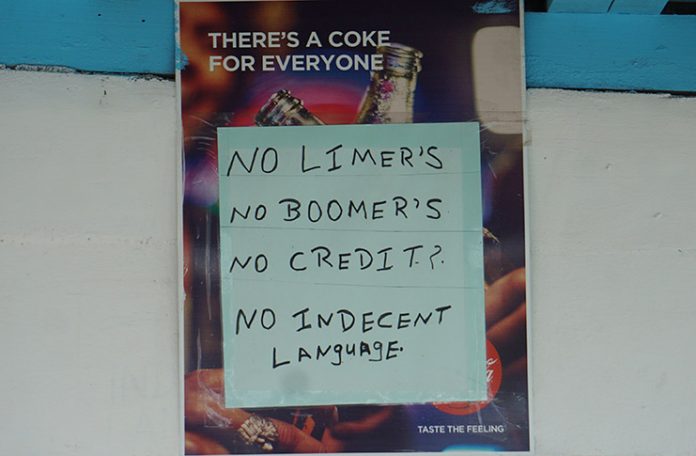 THERE'S A COKE
FOR EVERYONE
NO LIMER'S
NO BOOMER'S
NO CREDIT.?.
NO INDECENT
LANGUAGE.
TASTE THE FEELING